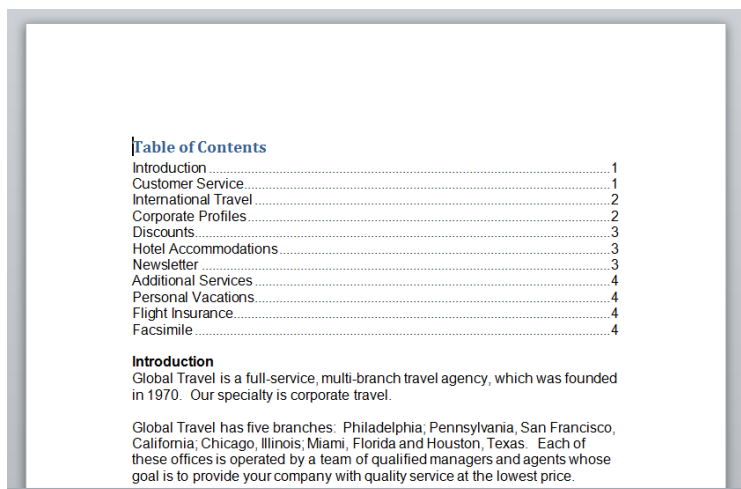 Table of Contents
Introduction 1
Customer Service 1
International Travel 2
Corporate Profiles 2
Discounts 3
Hotel Accommodations 3
Newsletter 3
Additional Services 4
Personal Vacations 4
Flight Insurance 4
Facsimile 4
Introduction
Global Travel is a full-service, multi-branch travel agency, which was founded
in 1970.  Our specialty is corporate travel.
Global Travel has five branches:  Philadelphia; Pennsylvania, San Francisco,
California; Chicago, Illinois; Miami, Florida and Houston, Texas.   Each of
these offices is operated by a team of qualified managers and agents whose
goal is to provide your company with quality service at the lowest price.